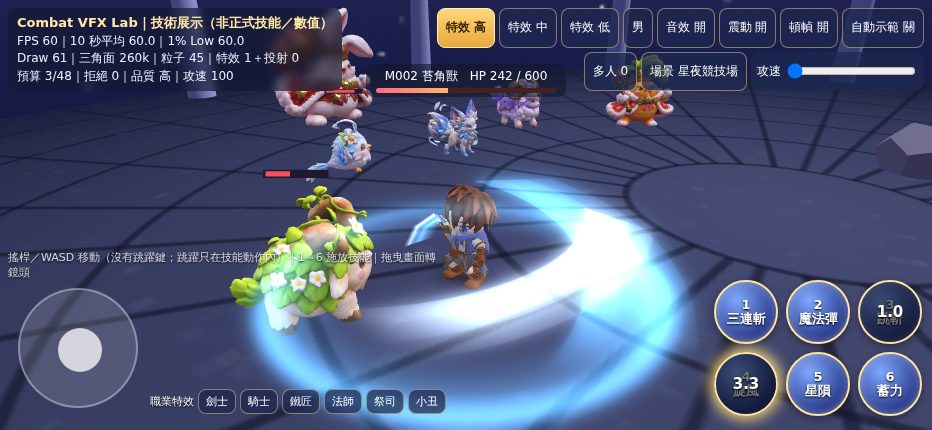 Combat VFX Lab｜技術展示（非正式技能／數值）
FPS 60｜10 秒平均 60.0｜1% Low 60.0
Draw 61｜三角面 260k｜粒子 45｜特效 1＋投射 0
預算 3/48｜拒絕 0｜品質 高｜攻速 100
特效 高
特效 中
特效 低
男
音效 開
震動 開
頓幀 開
自動示範 關
多人 0
場景 星夜競技場
攻速
M002 苔角獸 HP 242 / 600
搖桿／WASD 移動（沒有跳躍鍵；跳躍只在技能動作內）｜1～6 施放技能｜拖曳畫面轉
鏡頭
1
三連斬
2
魔法彈
3
跳斬
1.0
4
旋風
3.3
5
星隕
6
蓄力
職業特效
劍士
騎士
鐵匠
法師
祭司
小丑